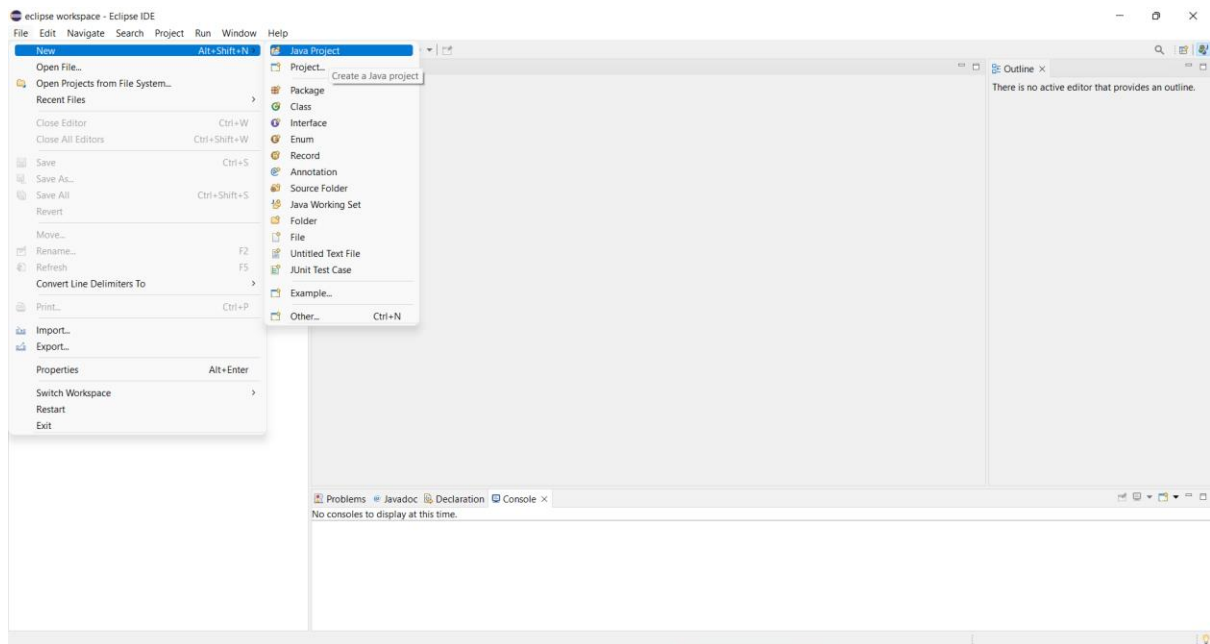 eclipse workspace - Eclipse IDE
File Edit Navigate Search Project Run Window Help
New Alt+Shift+N
Open File...
Open Projects from File System...
Recent Files
Close Editor Ctrl+W
Close All Editors Ctrl+Shift+W
Save Ctrl+S
Save As...
Save All Ctrl+Shift+S
Revert
Move...
Rename... F2
Refresh F5
Convert Line Delimiters To
Print... Ctrl+P
Import...
Export...
Properties Alt+Enter
Switch Workspace
Restart
Exit
Java Project
Project...
Create a Java project
Package
Class
Interface
Enum
Record
Annotation
Source Folder
Java Working Set
Folder
File
Untitled Text File
JUnit Test Case
Example...
Other... Ctrl+N
Outline
There is no active editor that provides an outline.
Problems Javadoc Declaration Console
No consoles to display at this time.